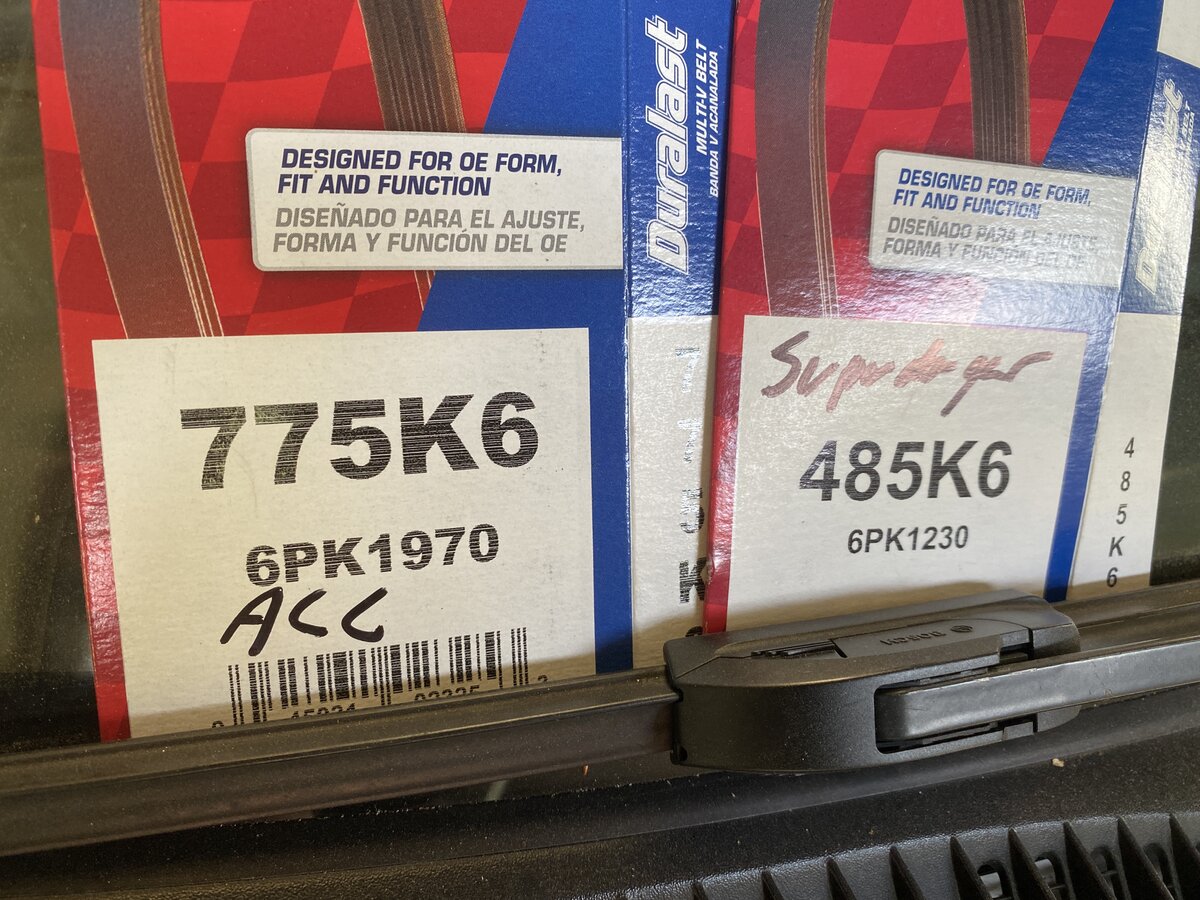 DESIGNED FOR OE FORM,
FIT AND FUNCTION
DISEÑADO PARA EL AJUSTE,
FORMA Y FUNCIÓN DEL OE
775K6
6PK1970
ACC
Duralast
MULTI-V BELT
BANDA V ACANALADA
DESIGNED FOR OE FORM,
FIT AND FUNCTION
DISEÑADO PARA EL AJUSTE,
FORMA Y FUNCIÓN DEL OE
485K6
6PK1230
485K6
BOSCH